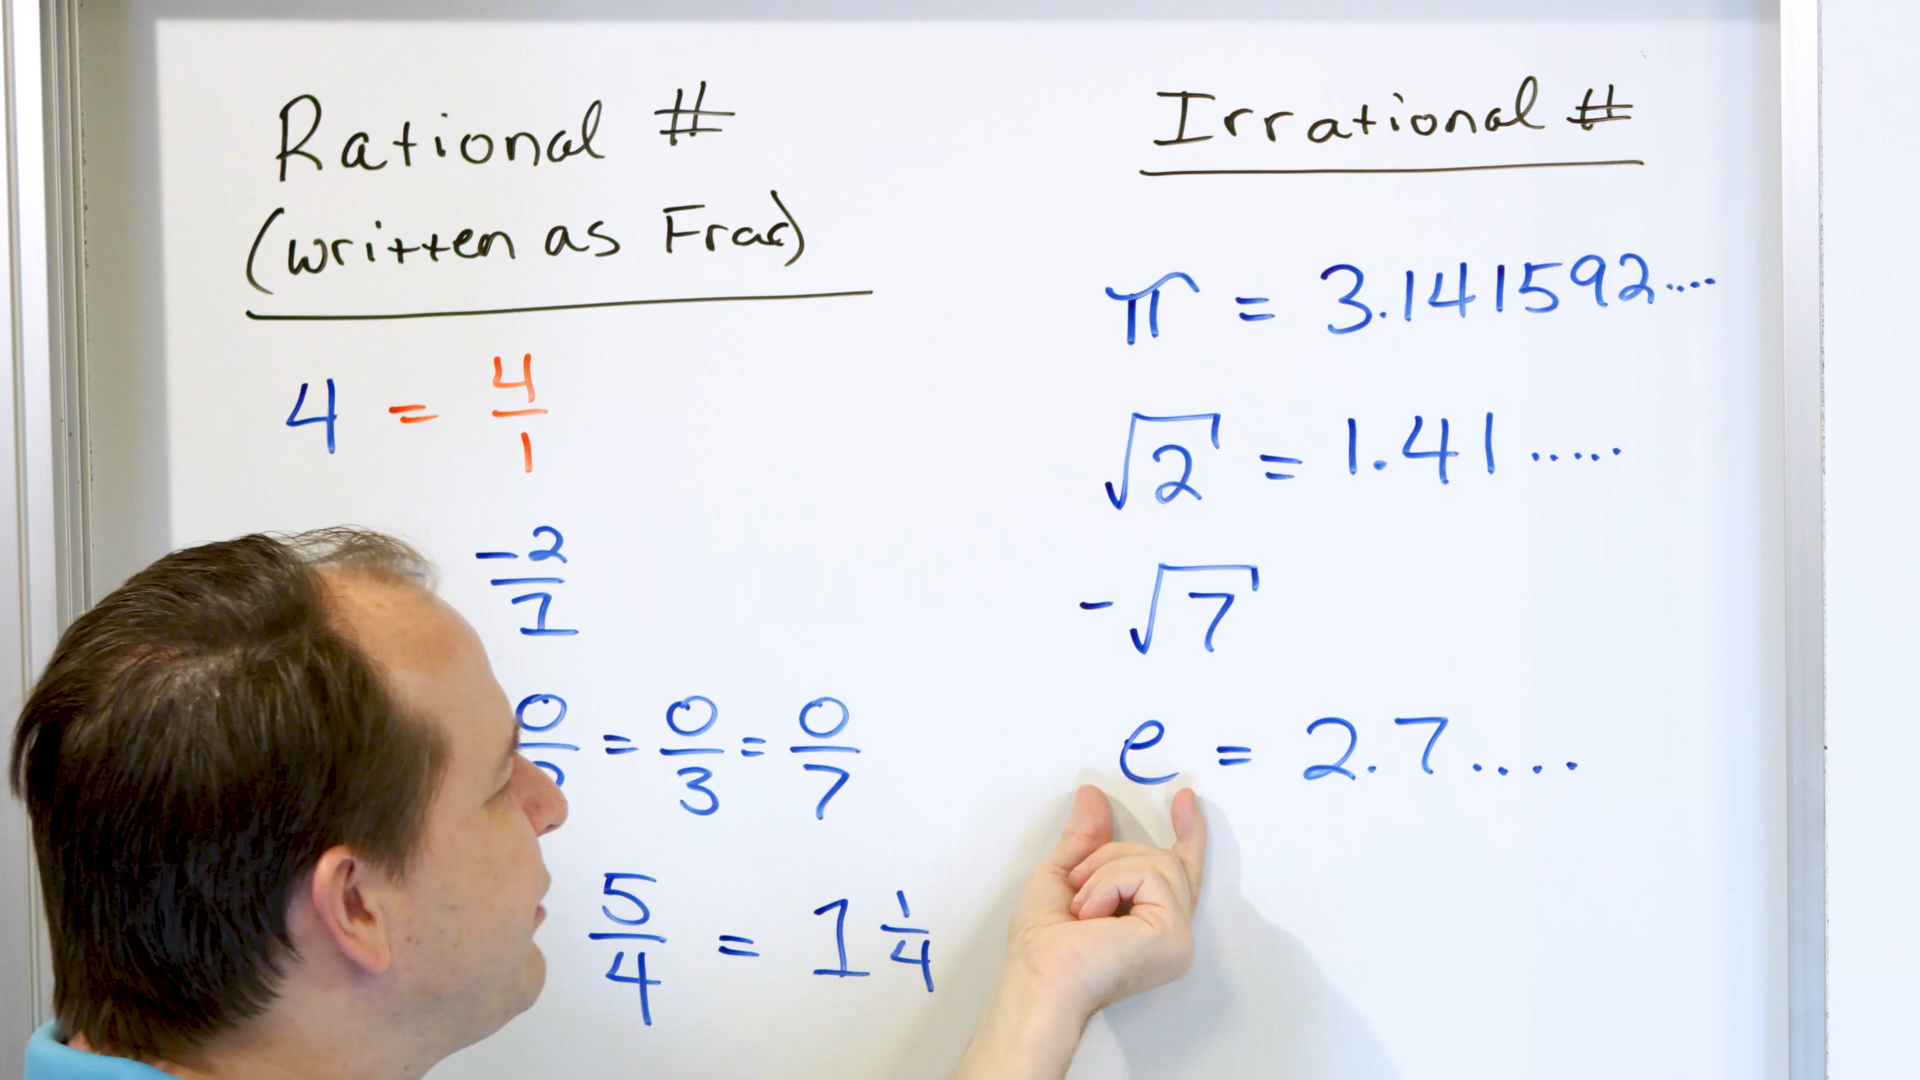 Rational #
(written as Frac)
4 = 4/1
-2/1
0/ = 0/3 = 0/7
5/4 = 1 1/4
Irrational #
π = 3.141592....
√2 = 1.41.....
-√7
e = 2.7....